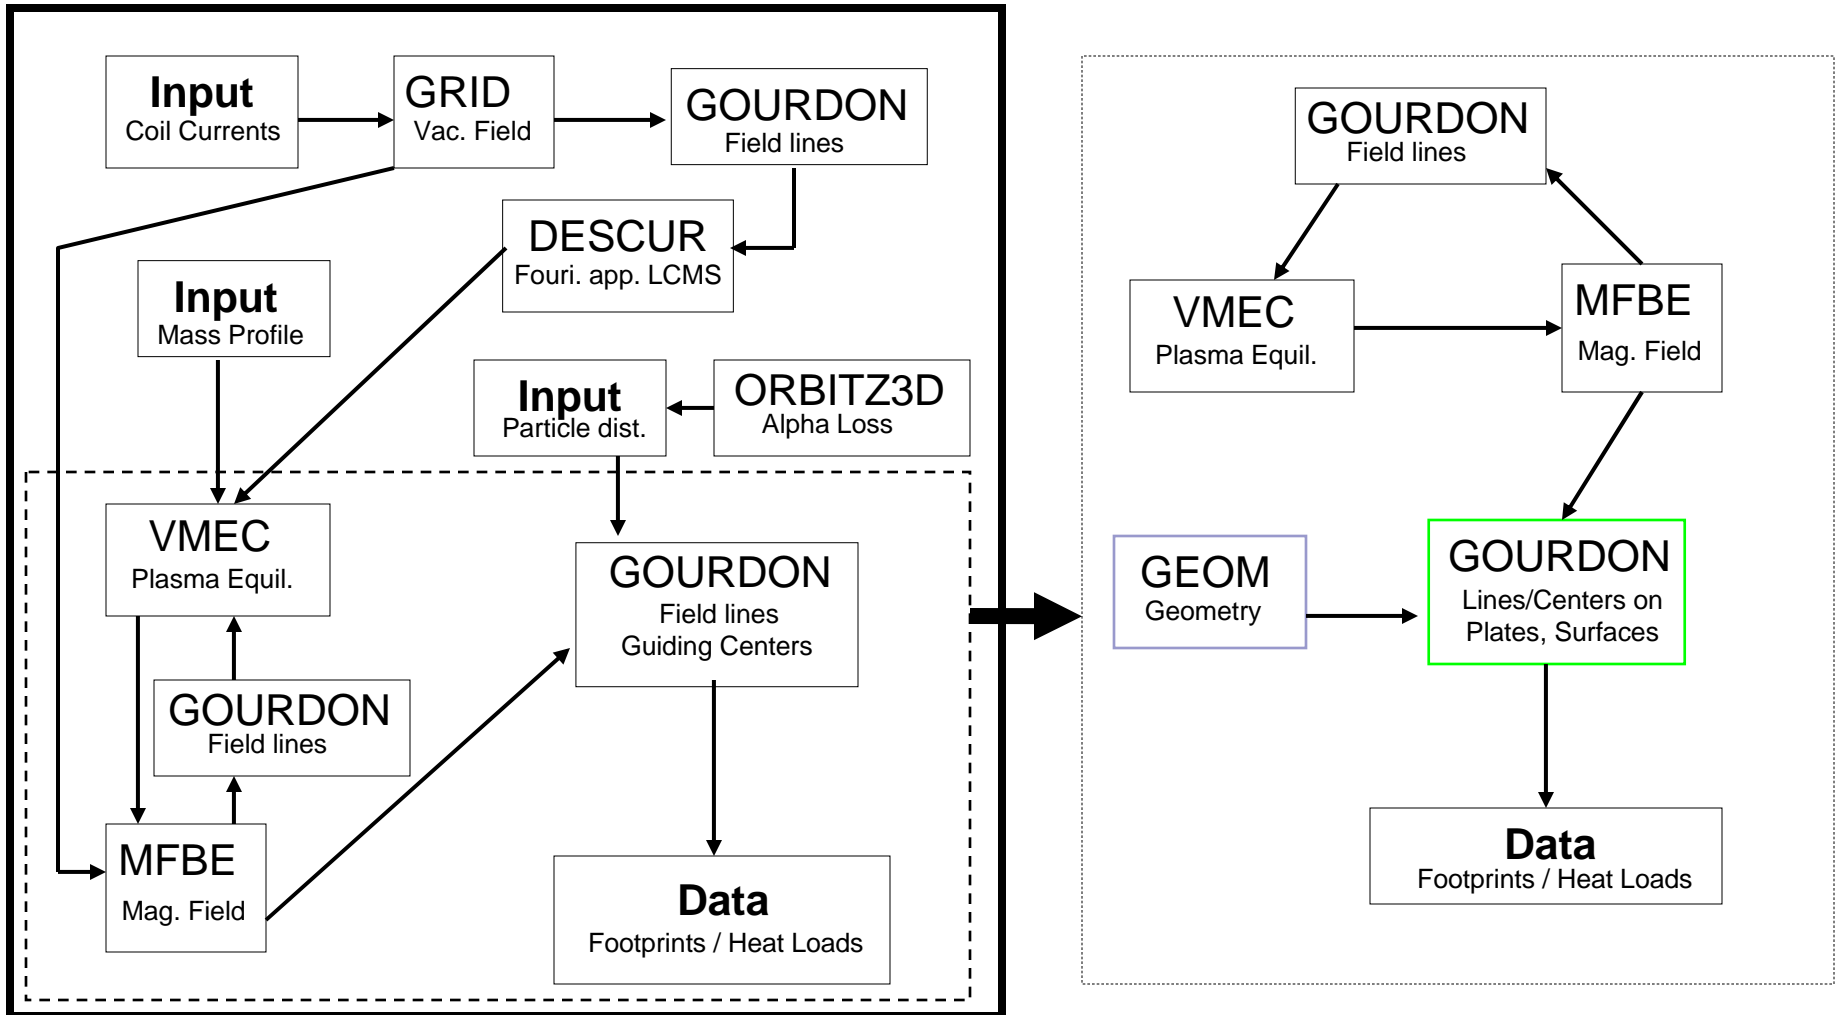 Input
Coil Currents
GRID
Vac. Field
GOURDON
Field lines
DESCUR
Fouri. app. LCMS
Input
Mass Profile
Input
Particle dist.
ORBITZ3D
Alpha Loss
VMEC
Plasma Equil.
GOURDON
Field lines
Guiding Centers
GOURDON
Field lines
MFBE
Mag. Field
Data
Footprints / Heat Loads
GOURDON
Field lines
VMEC
Plasma Equil.
MFBE
Mag. Field
GEOM
Geometry
GOURDON
Lines/Centers on
Plates, Surfaces
Data
Footprints / Heat Loads